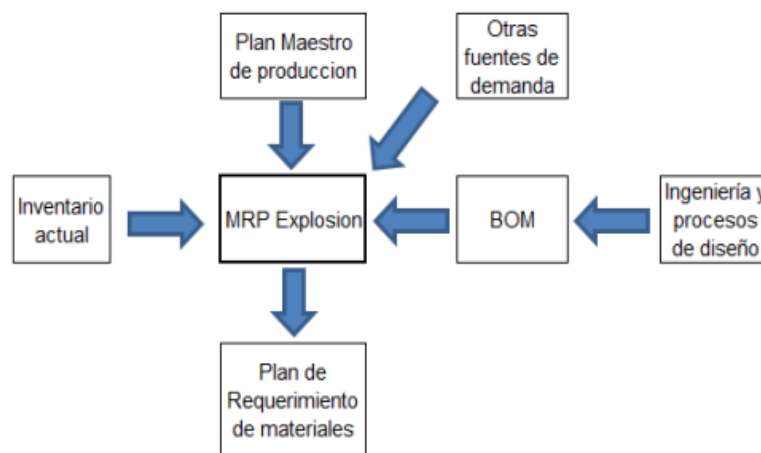 Plan Maestro
de produccion
Otras
fuentes de
demanda
Inventario
actual
MRP Explosion
BOM
Ingeniería y
procesos
de diseño
Plan de
Requerimiento
de materiales